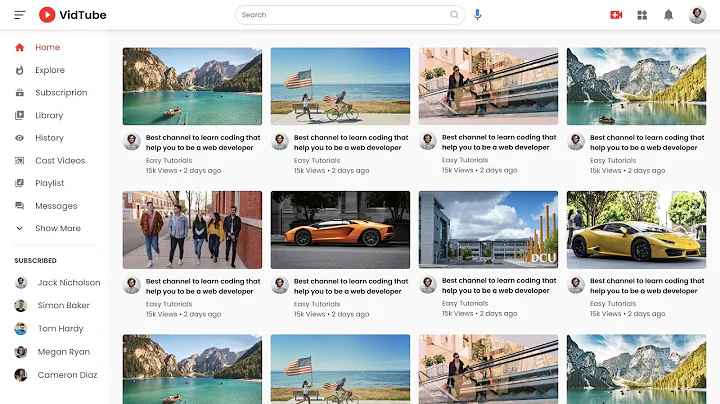 VidTube
Search
Home
Explore
Subscriprion
Library
History
Cast Videos
Playlist
Messages
Show More
SUBSCRIBED
Jack Nicholson
Simon Baker
Tom Hardy
Megan Ryan
Cameron Diaz
Best channel to learn coding that
help you to be a web developer
Easy Tutorials
15k Views • 2 days ago
Best channel to learn coding that
help you to be a web developer
Easy Tutorials
15k Views • 2 days ago
Best channel to learn coding that
help you to be a web developer
Easy Tutorials
15k Views • 2 days ago
Best channel to learn coding that
help you to be a web developer
Easy Tutorials
15k Views • 2 days ago
Best channel to learn coding that
help you to be a web developer
Easy Tutorials
15k Views • 2 days ago
Best channel to learn coding that
help you to be a web developer
Easy Tutorials
15k Views • 2 days ago
DCU
Best channel to learn coding that
help you to be a web developer
Easy Tutorials
15k Views • 2 days ago
Best channel to learn coding that
help you to be a web developer
Easy Tutorials
15k Views • 2 days ago